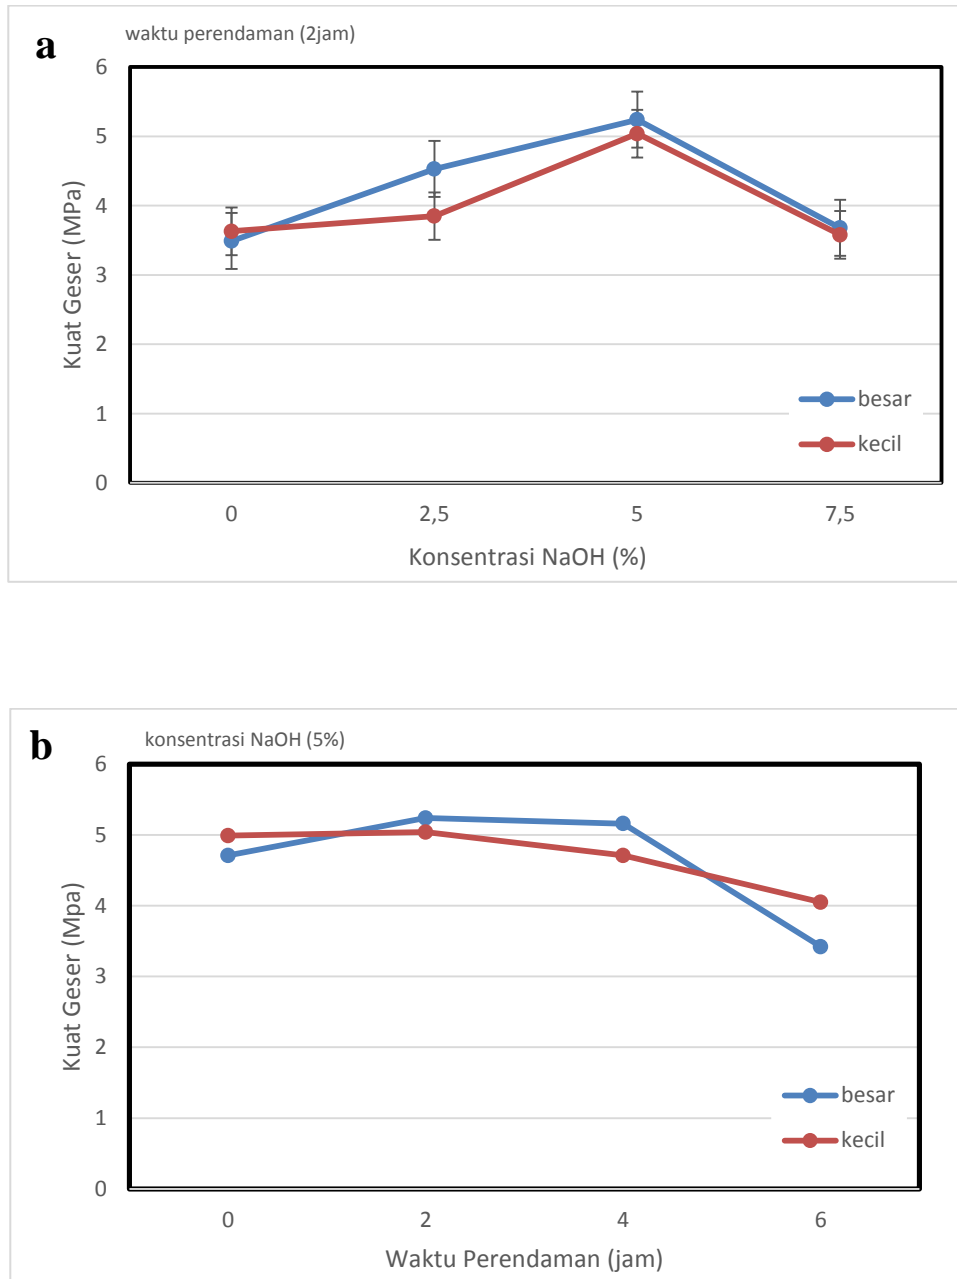 a
waktu perendaman (2jam)
6
5
4
3
2
1
0
Kuat Geser (MPa)
besar
kecil
0 2,5 5 7,5
Konsentrasi NaOH (%)
b
konsentrasi NaOH (5%)
6
5
4
3
2
1
0
Kuat Geser (Mpa)
besar
kecil
0 2 4 6
Waktu Perendaman (jam)